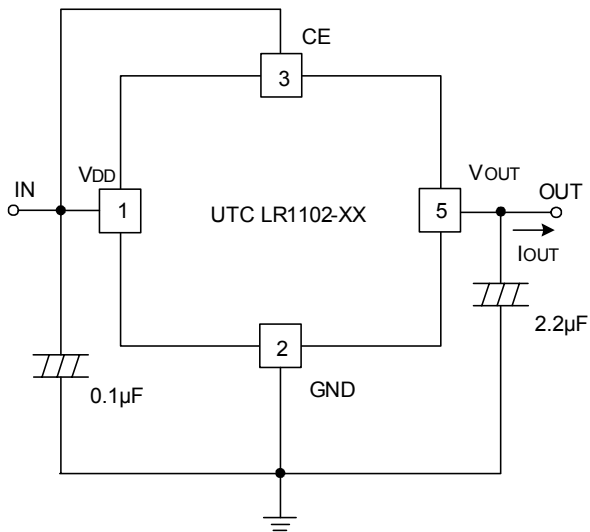 CE
3
VDD
VOUT
IN
OUT
1
UTC LR1102-XX
5
IOUT
2
2.2µF
GND
0.1µF